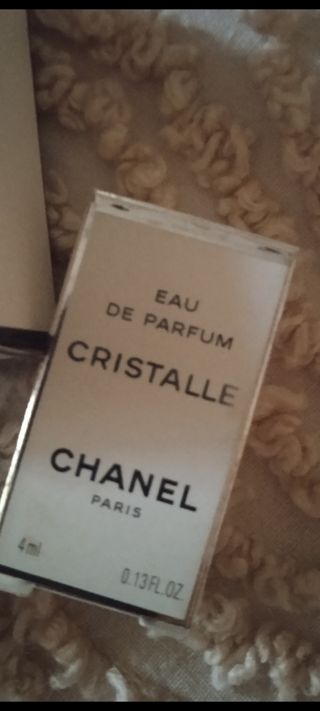 EAU
DE PARFUM
CRISTALLE
CHANEL
PARIS
4ml
0.13 FL.OZ.